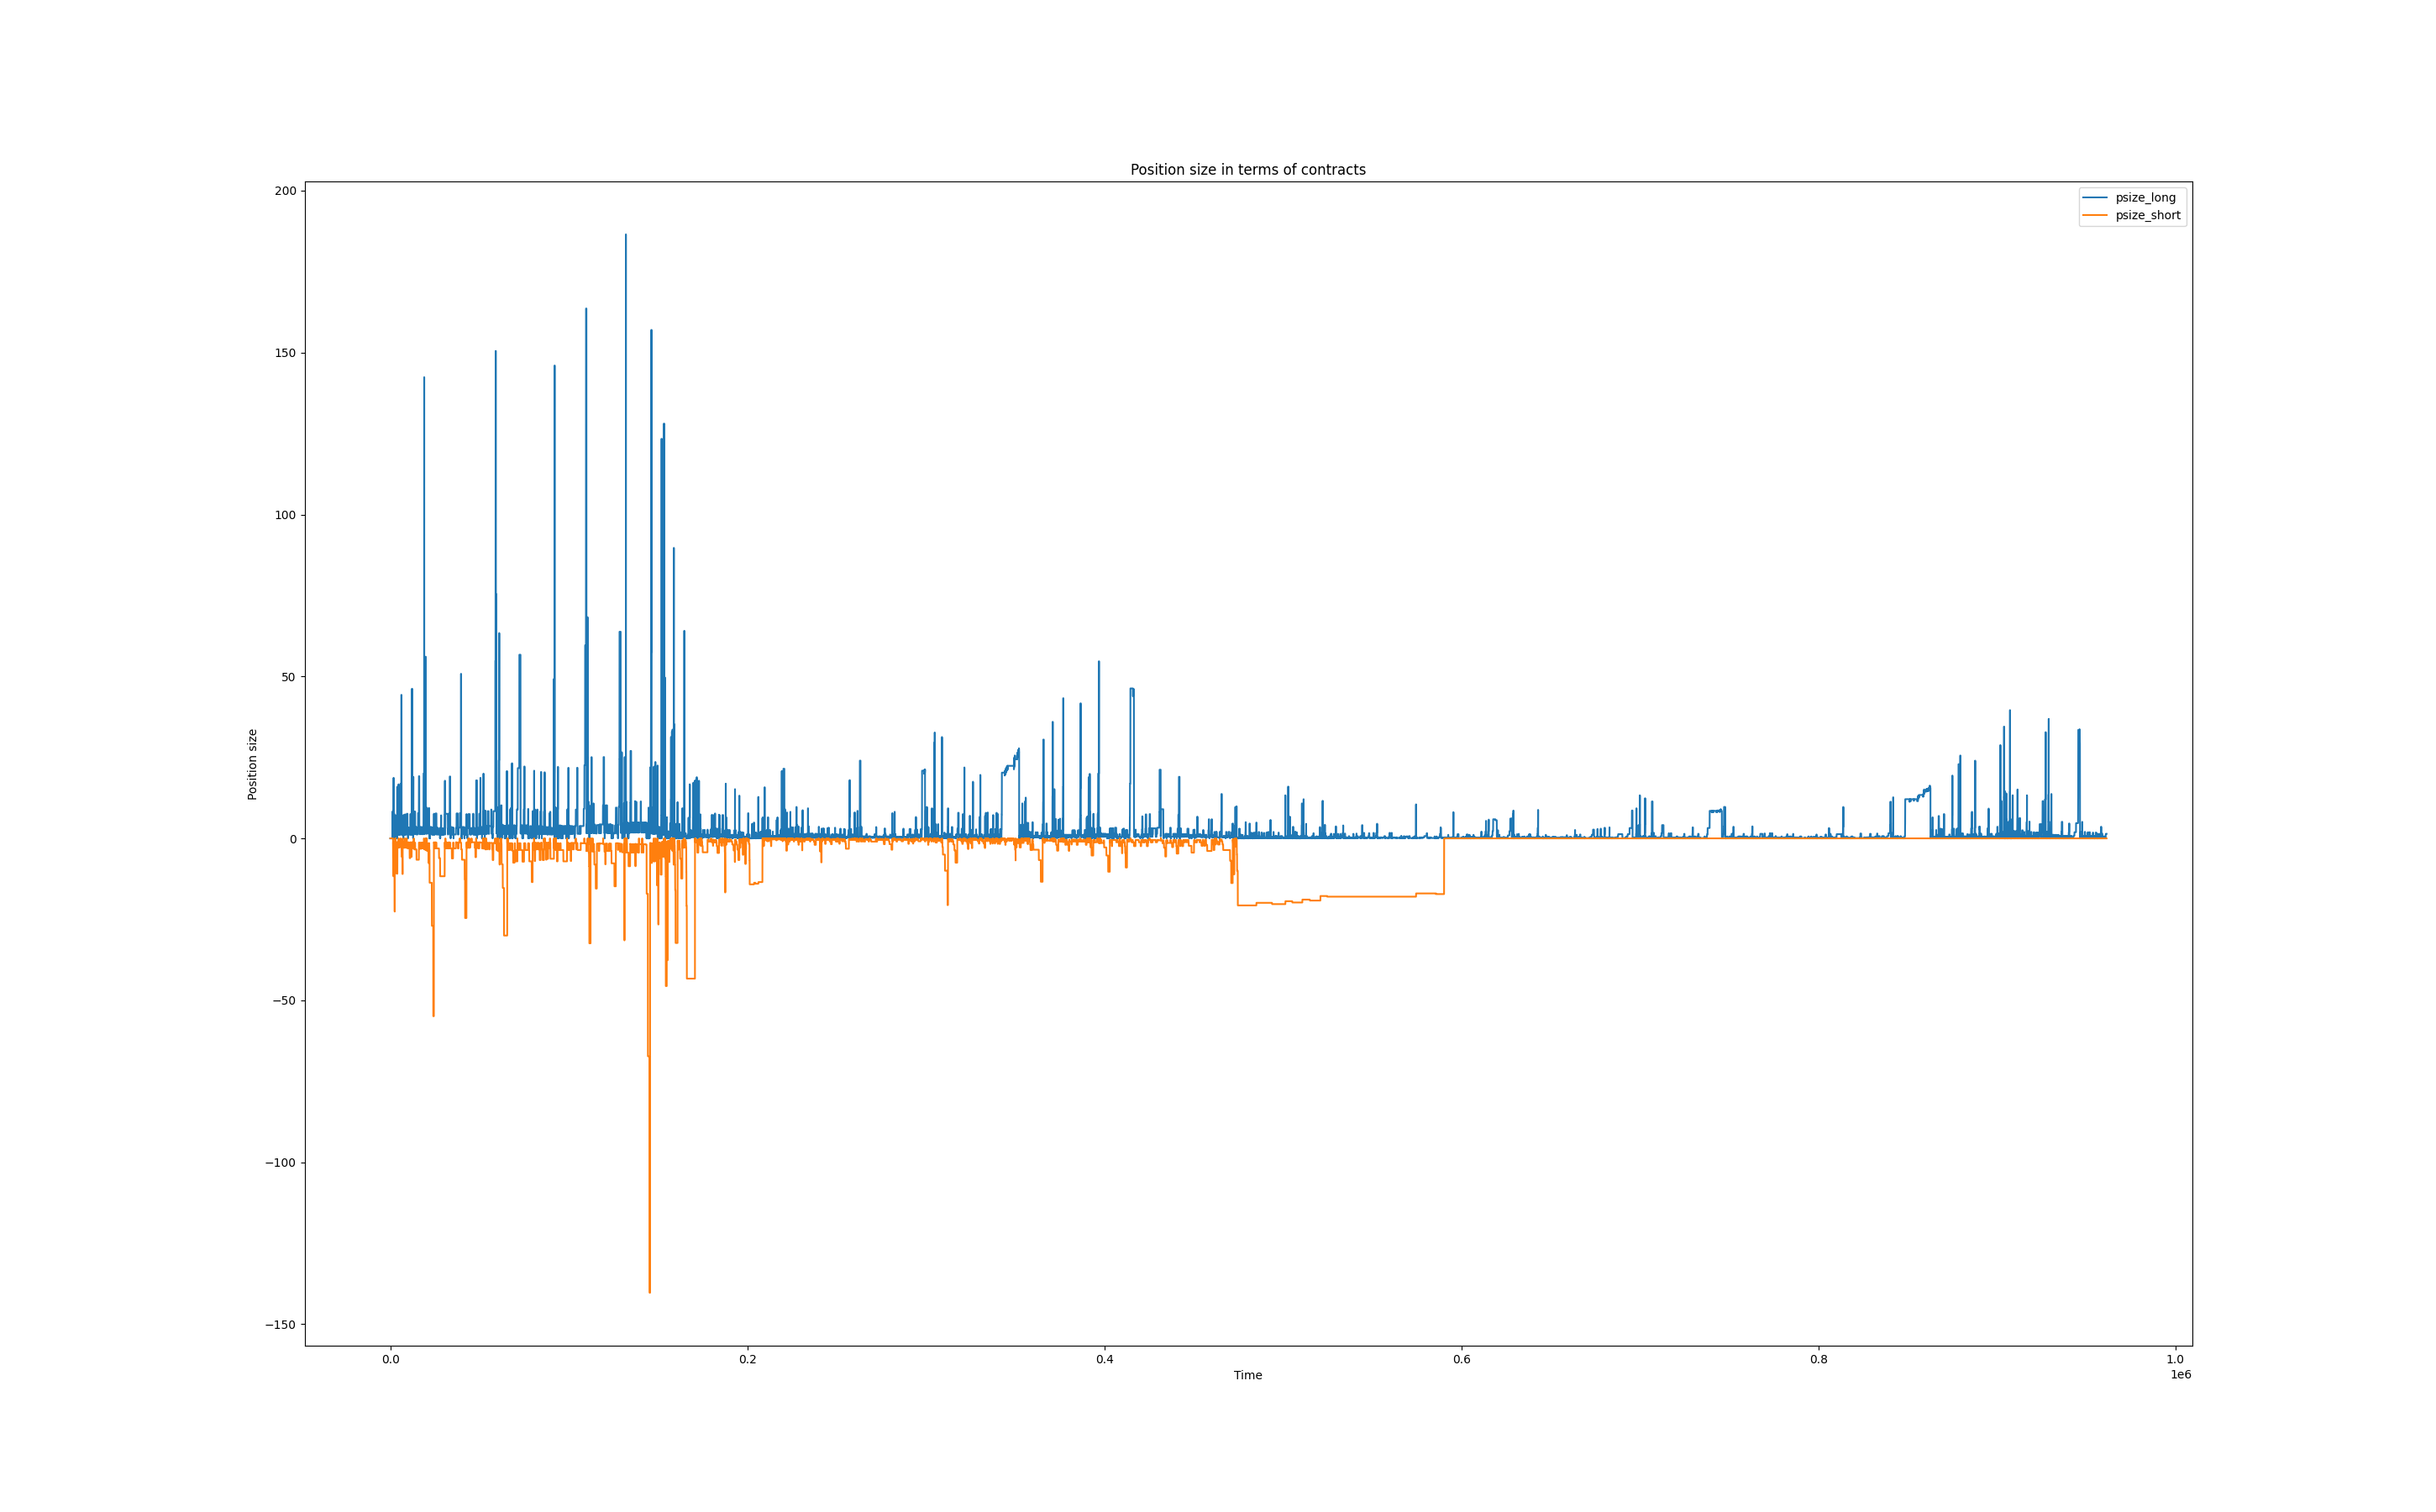 Position size in terms of contracts
psize_long
psize_short
Position size
200
150
100
50
0
−50
−100
−150
0.0 0.2 0.4 0.6 0.8 1.0
1e6
Time